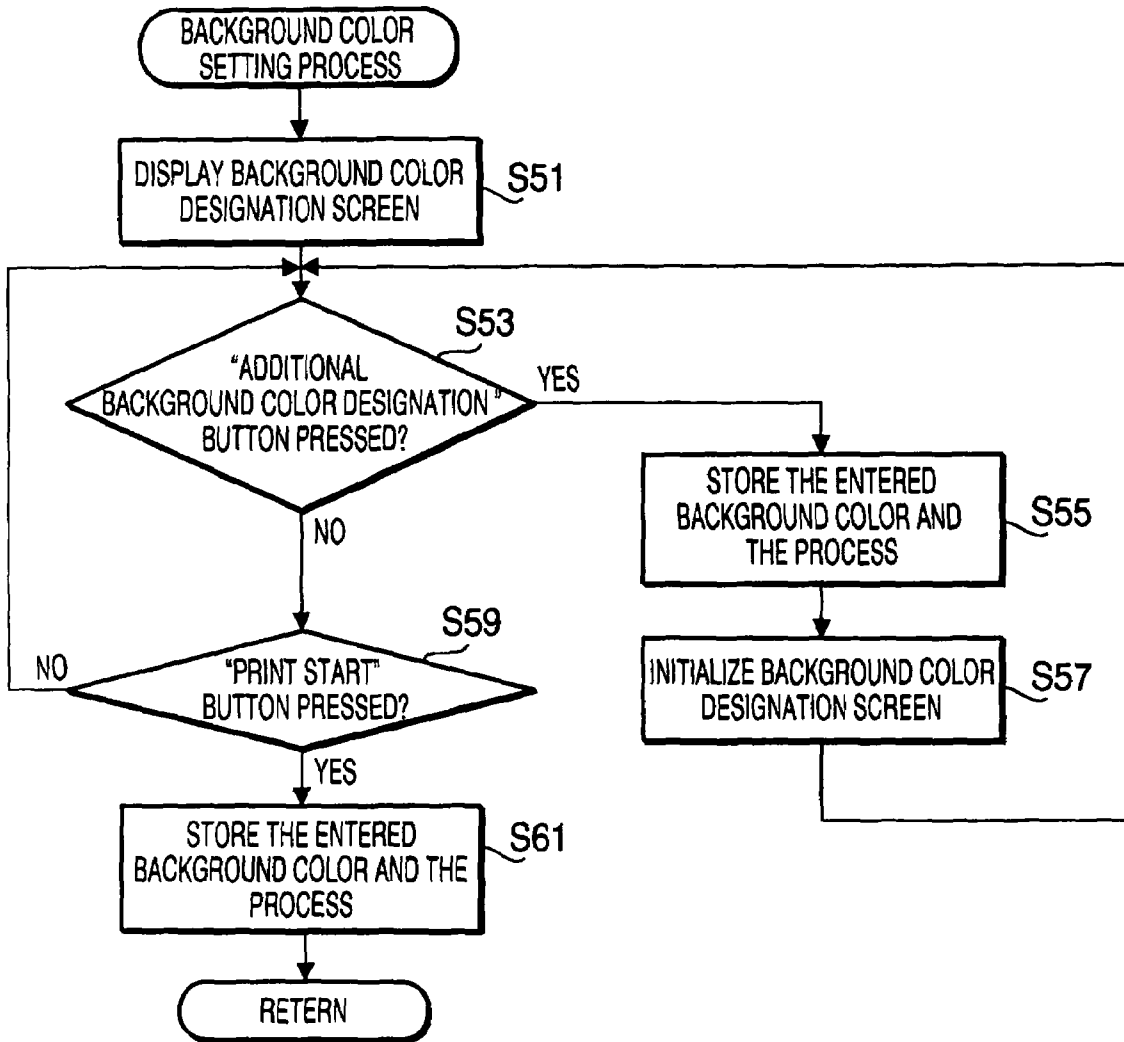 BACKGROUND COLOR
SETTING PROCESS
DISPLAY BACKGROUND COLOR
DESIGNATION SCREEN
S51
S53
"ADDITIONAL
BACKGROUND COLOR DESIGNATION"
BUTTON PRESSED?
YES
NO
STORE THE ENTERED
BACKGROUND COLOR AND
THE PROCESS
S55
INITIALIZE BACKGROUND COLOR
DESIGNATION SCREEN
S57
S59
"PRINT START"
BUTTON PRESSED?
NO
YES
STORE THE ENTERED
BACKGROUND COLOR AND THE
PROCESS
S61
RETERN